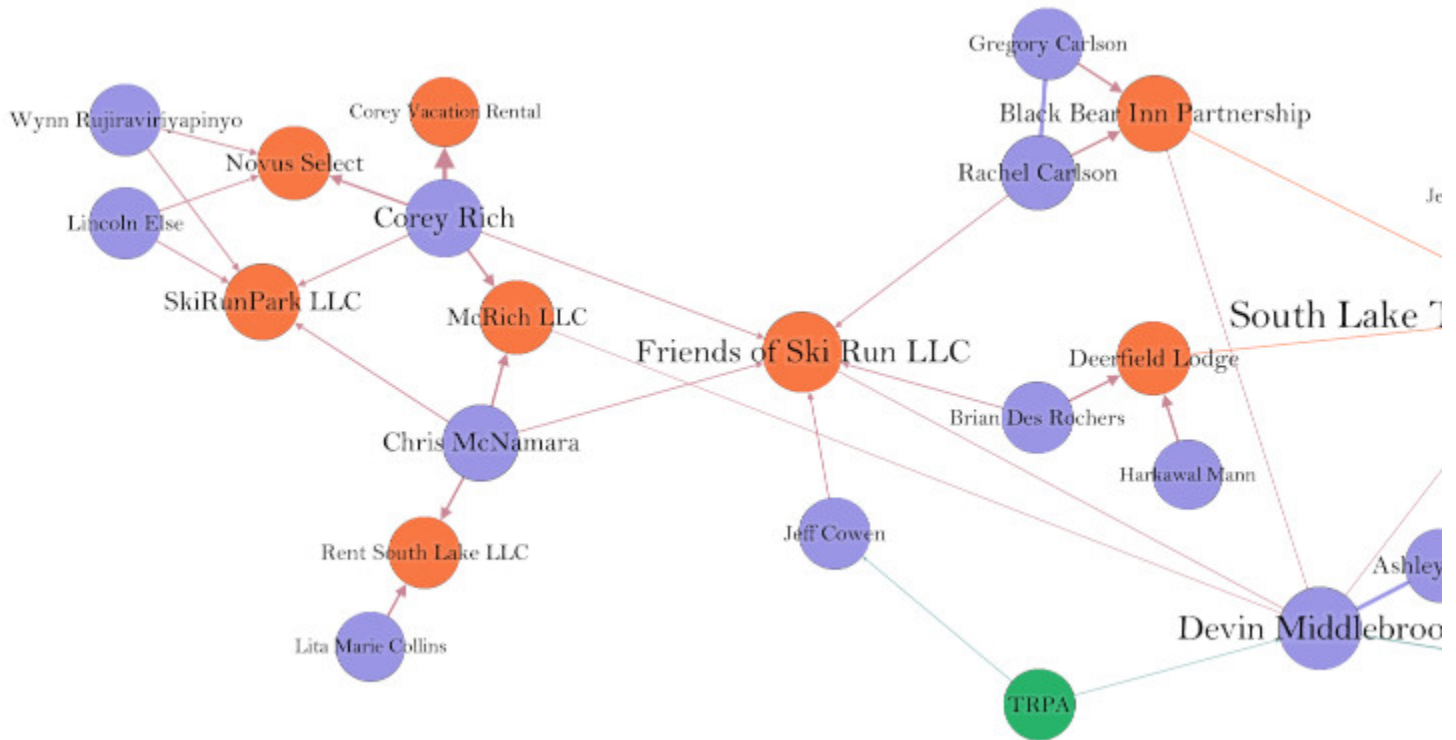 Gregory Carlson
Corey Vacation Rental
Black Bear Inn Partnership
Wynn Rujiraviriyapinyo
Novus Select
Rachel Carlson
Je
Corey Rich
Lincoln Else
SkiRunPark LLC
McRich LLC
South Lake T
Friends of Ski Run LLC
Deerfield Lodge
Brian Des Rochers
Chris McNamara
Harkawal Mann
Jeff Cowen
Rent South Lake LLC
Ashley
Devin Middlebroo
Lita Marie Collins
TRPA